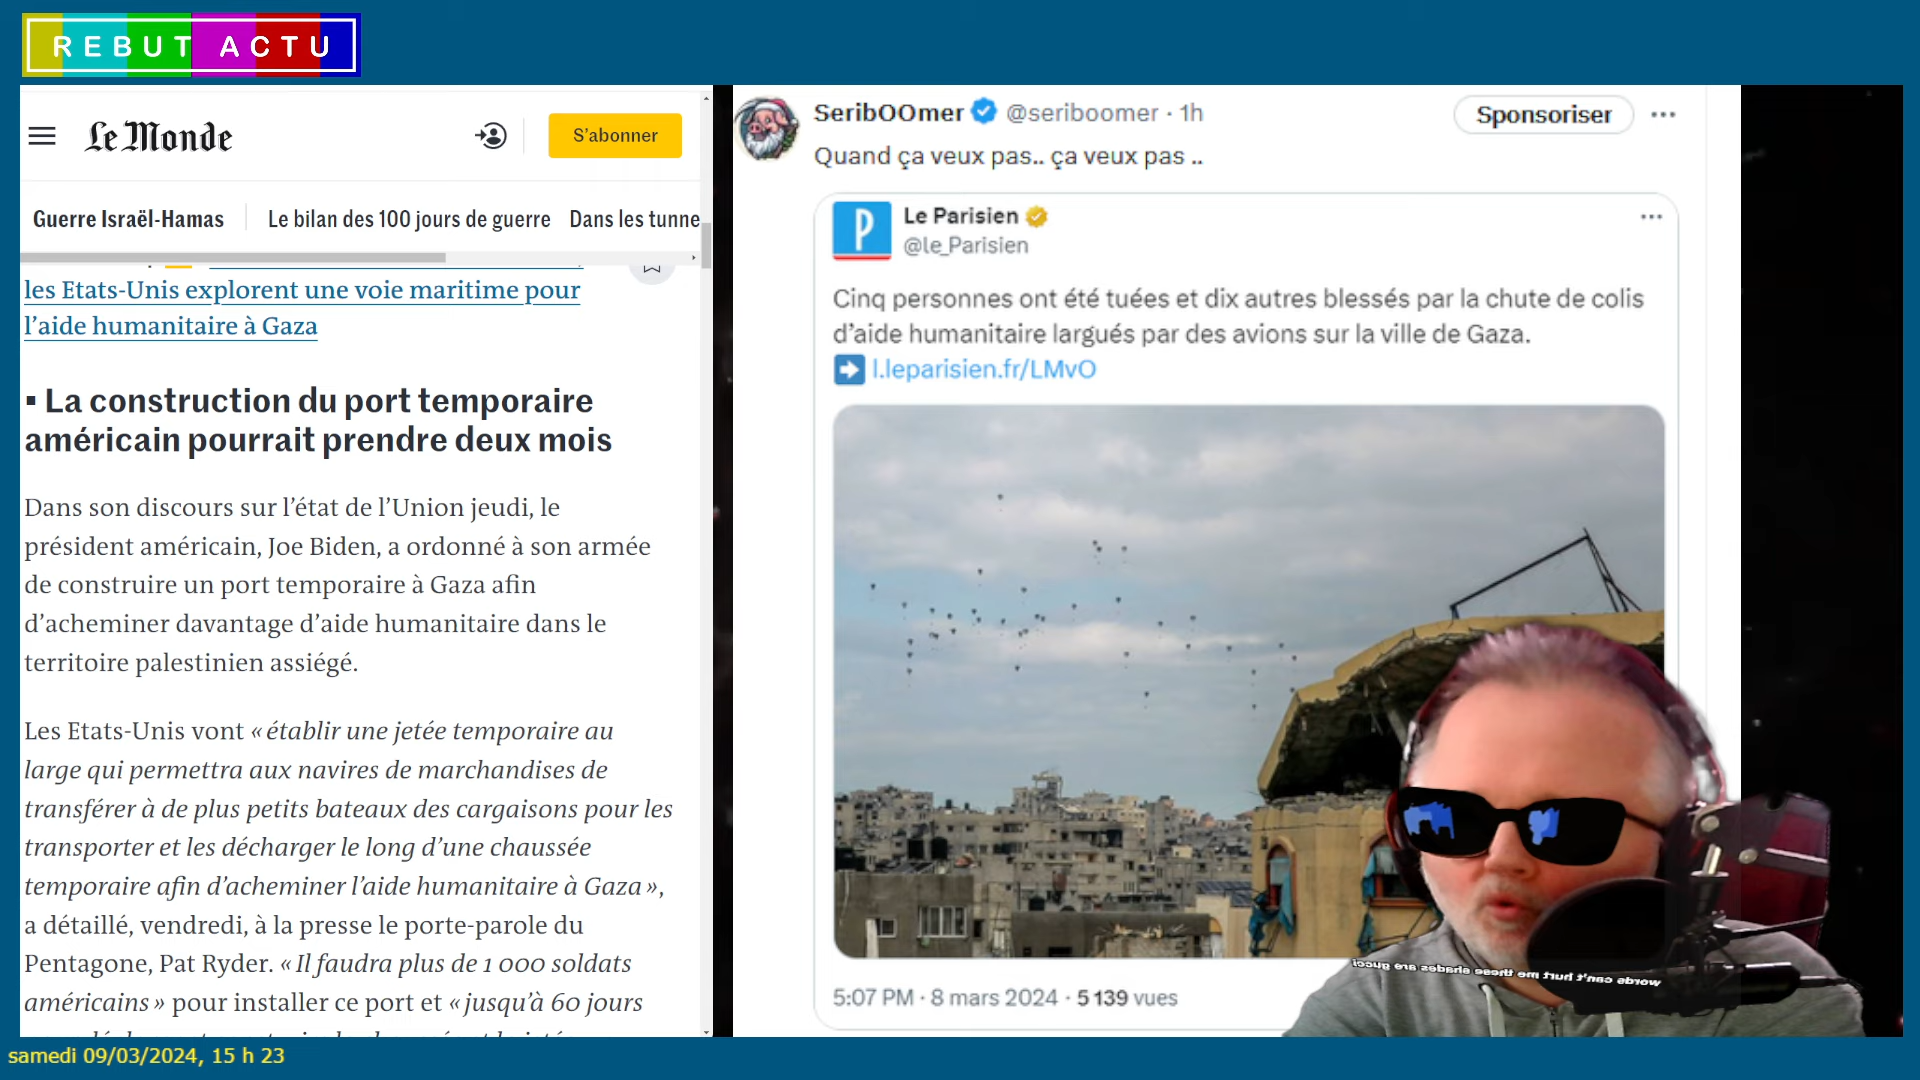 REBUT ACTU
Le Monde
S'abonner
Guerre Israël-Hamas
Le bilan des 100 jours de guerre
Dans les tunne
les Etats-Unis explorent une voie maritime pour
l'aide humanitaire à Gaza
▪ La construction du port temporaire
américain pourrait prendre deux mois
Dans son discours sur l'état de l'Union jeudi, le
président américain, Joe Biden, a ordonné à son armée
de construire un port temporaire à Gaza afin
d'acheminer davantage d'aide humanitaire dans le
territoire palestinien assiégé.
Les Etats-Unis vont « établir une jetée temporaire au
large qui permettra aux navires de marchandises de
transférer à de plus petits bateaux des cargaisons pour les
transporter et les décharger le long d'une chaussée
temporaire afin d'acheminer l'aide humanitaire à Gaza »,
a détaillé, vendredi, à la presse le porte-parole du
Pentagone, Pat Ryder. « Il faudra plus de 1 000 soldats
américains » pour installer ce port et « jusqu'à 60 jours
SeribOOmer @seriboomer · 1h
Sponsoriser
Quand ça veux pas.. ça veux pas ..
P
Le Parisien
@le_Parisien
Cinq personnes ont été tuées et dix autres blessés par la chute de colis
d'aide humanitaire largués par des avions sur la ville de Gaza.
l.leparisien.fr/LMvO
words can't hurt me these shades are gucci
5:07 PM · 8 mars 2024 · 5 139 vues
samedi 09/03/2024, 15 h 23